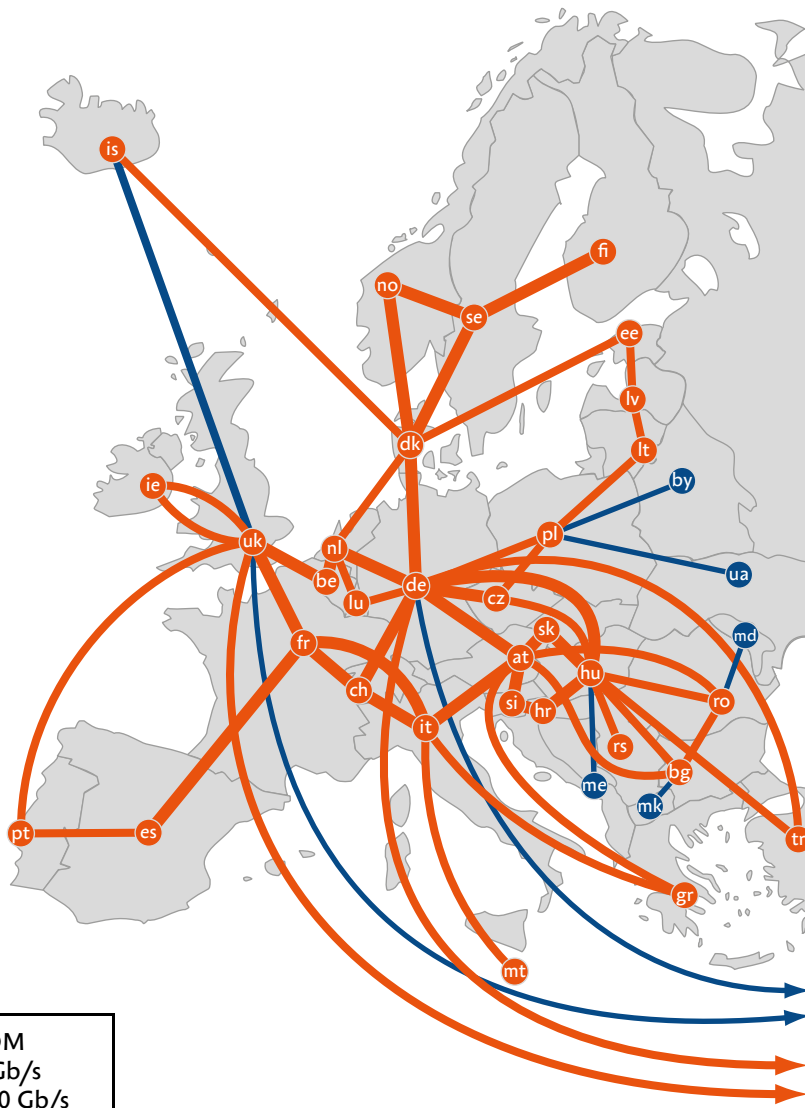 is
fi
no
se
ee
lv
dk
lt
by
ie
pl
uk
nl
ua
be
de
lu
cz
sk
md
fr
at
hu
ch
si
hr
ro
it
rs
bg
me
mk
pt
es
tr
gr
mt
Gb/s
0 Gb/s